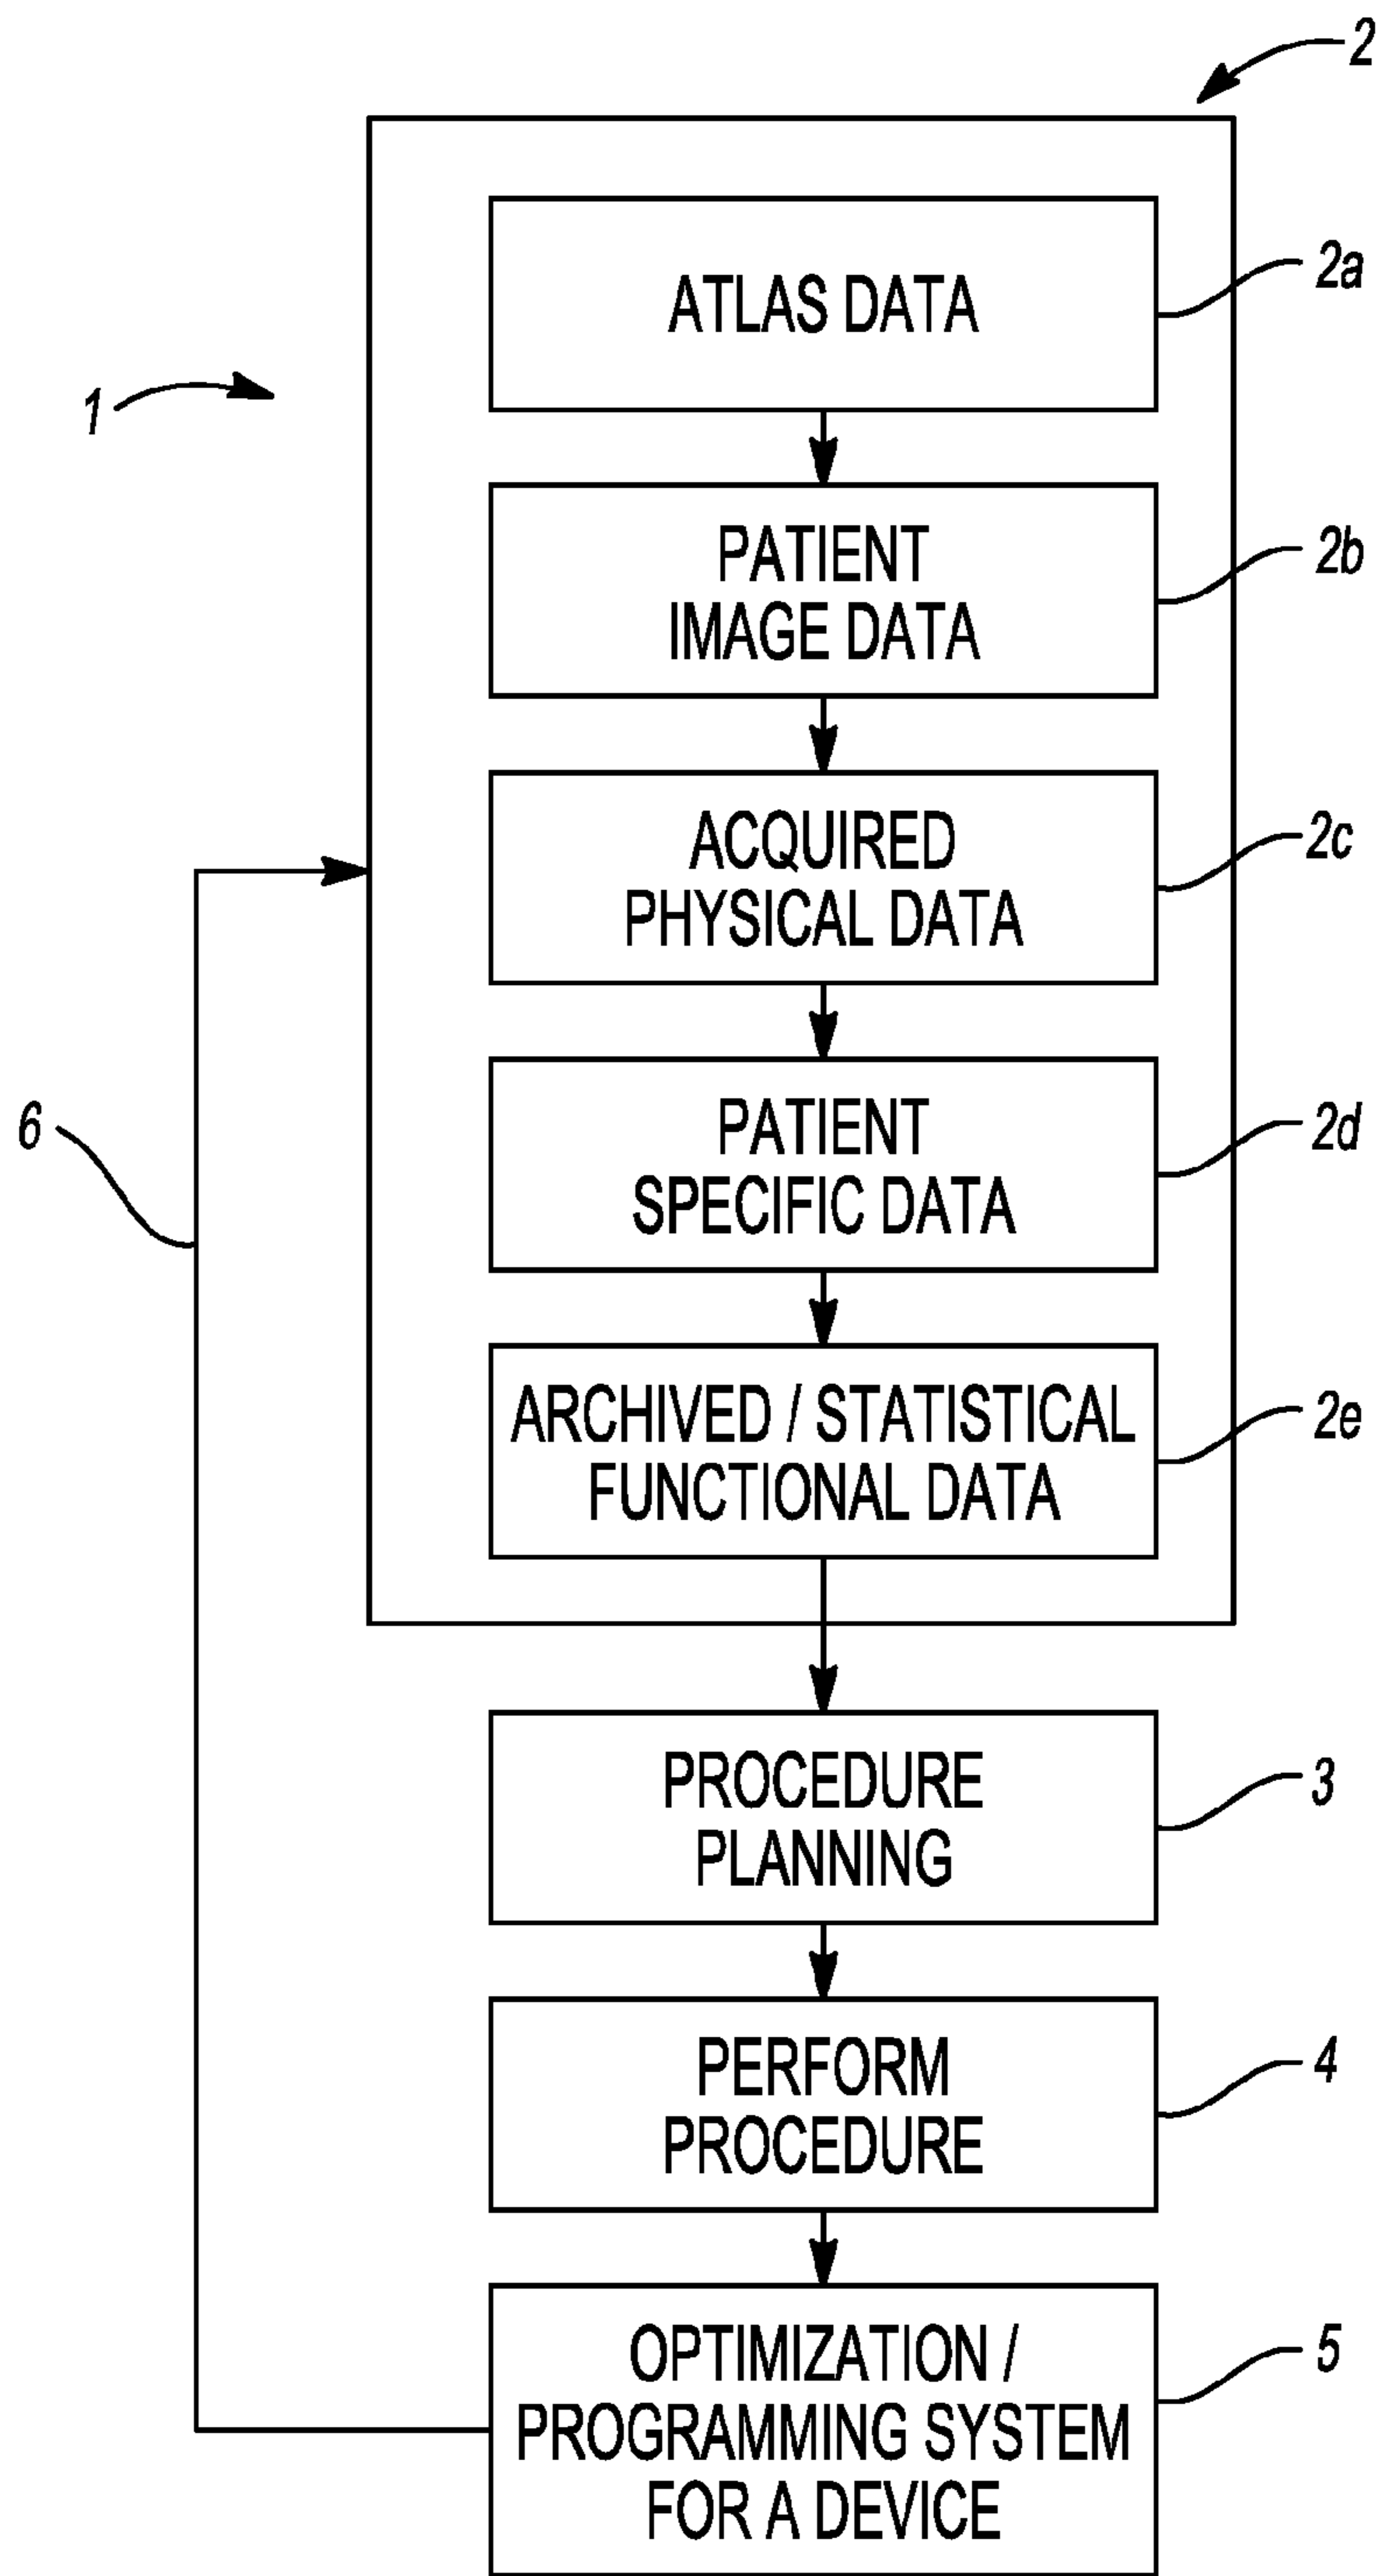 2
ATLAS DATA
2a
1
PATIENT
IMAGE DATA
2b
ACQUIRED
PHYSICAL DATA
2c
PATIENT
SPECIFIC DATA
2d
6
ARCHIVED / STATISTICAL
FUNCTIONAL DATA
2e
PROCEDURE
PLANNING
3
PERFORM
PROCEDURE
4
OPTIMIZATION /
PROGRAMMING SYSTEM
FOR A DEVICE
5